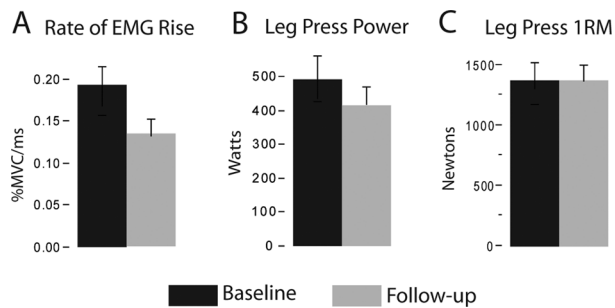 A Rate of EMG Rise
%MVC/ms
0.20
0.15
0.10
0.05
0.00
B Leg Press Power
Watts
500
400
300
200
100
0
C Leg Press 1RM
Newtons
1500
1300
500
0
Baseline
Follow-up